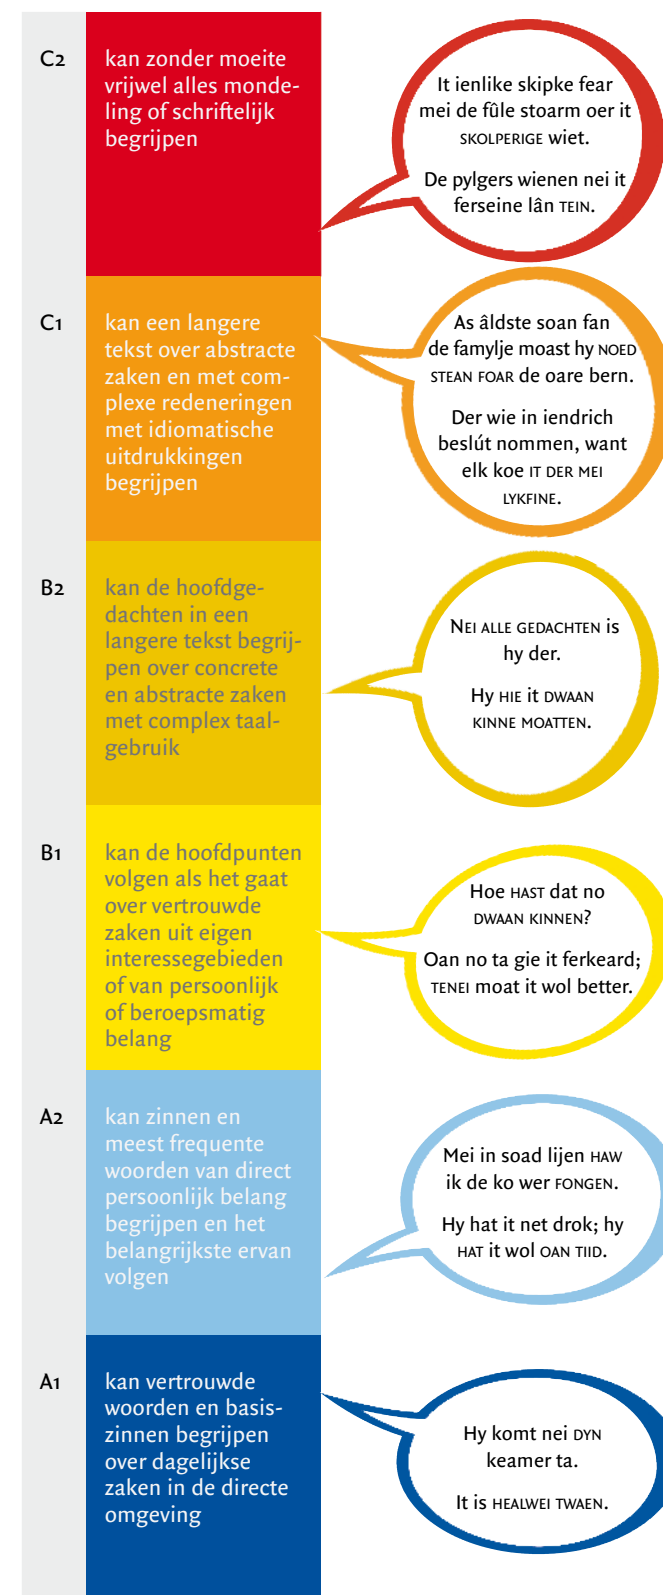 C2
kan zonder moeite
vrijwel alles monde-
ling of schriftelijk
begrijpen
It ienlike skipke fear
mei de fûle stoarm oer it
SKOLPERIGE wiet.
De pylgers wienen nei it
ferseine lân TEIN.
C1
kan een langere
tekst over abstracte
zaken en met com-
plexe redeneringen
met idiomatische
uitdrukkingen
begrijpen
As âldste soan fan
de famylje moast hy NOED
STEAN FOAR de oare bern.
Der wie in iendrich
beslút nommen, want
elk koe IT DER MEI
LYKFINE.
B2
kan de hoofdge-
dachten in een
langere tekst begrij-
pen over concrete
en abstracte zaken
met complex taal-
gebruik
NEI ALLE GEDACHTEN is
hy der.
Hy HIE it DWAAN
KINNE MOATTEN.
B1
kan de hoofdpunten
volgen als het gaat
over vertrouwde
zaken uit eigen
interessegebieden
of van persoonlijk
of beroepsmatig
belang
Hoe HAST dat no
DWAAN KINNEN?
Oan no ta gie it ferkeard;
TENEI moat it wol better.
A2
kan zinnen en
meest frequente
woorden van direct
persoonlijk belang
begrijpen en het
belangrijkste ervan
volgen
Mei in soad lijen HAW
ik de ko wer FONGEN.
Hy hat it net drok; hy
HAT it wol OAN TIID.
A1
kan vertrouwde
woorden en basis-
zinnen begrijpen
over dagelijkse
zaken in de directe
omgeving
Hy komt nei DYN
keamer ta.
It is HEALWEI TWAEN.